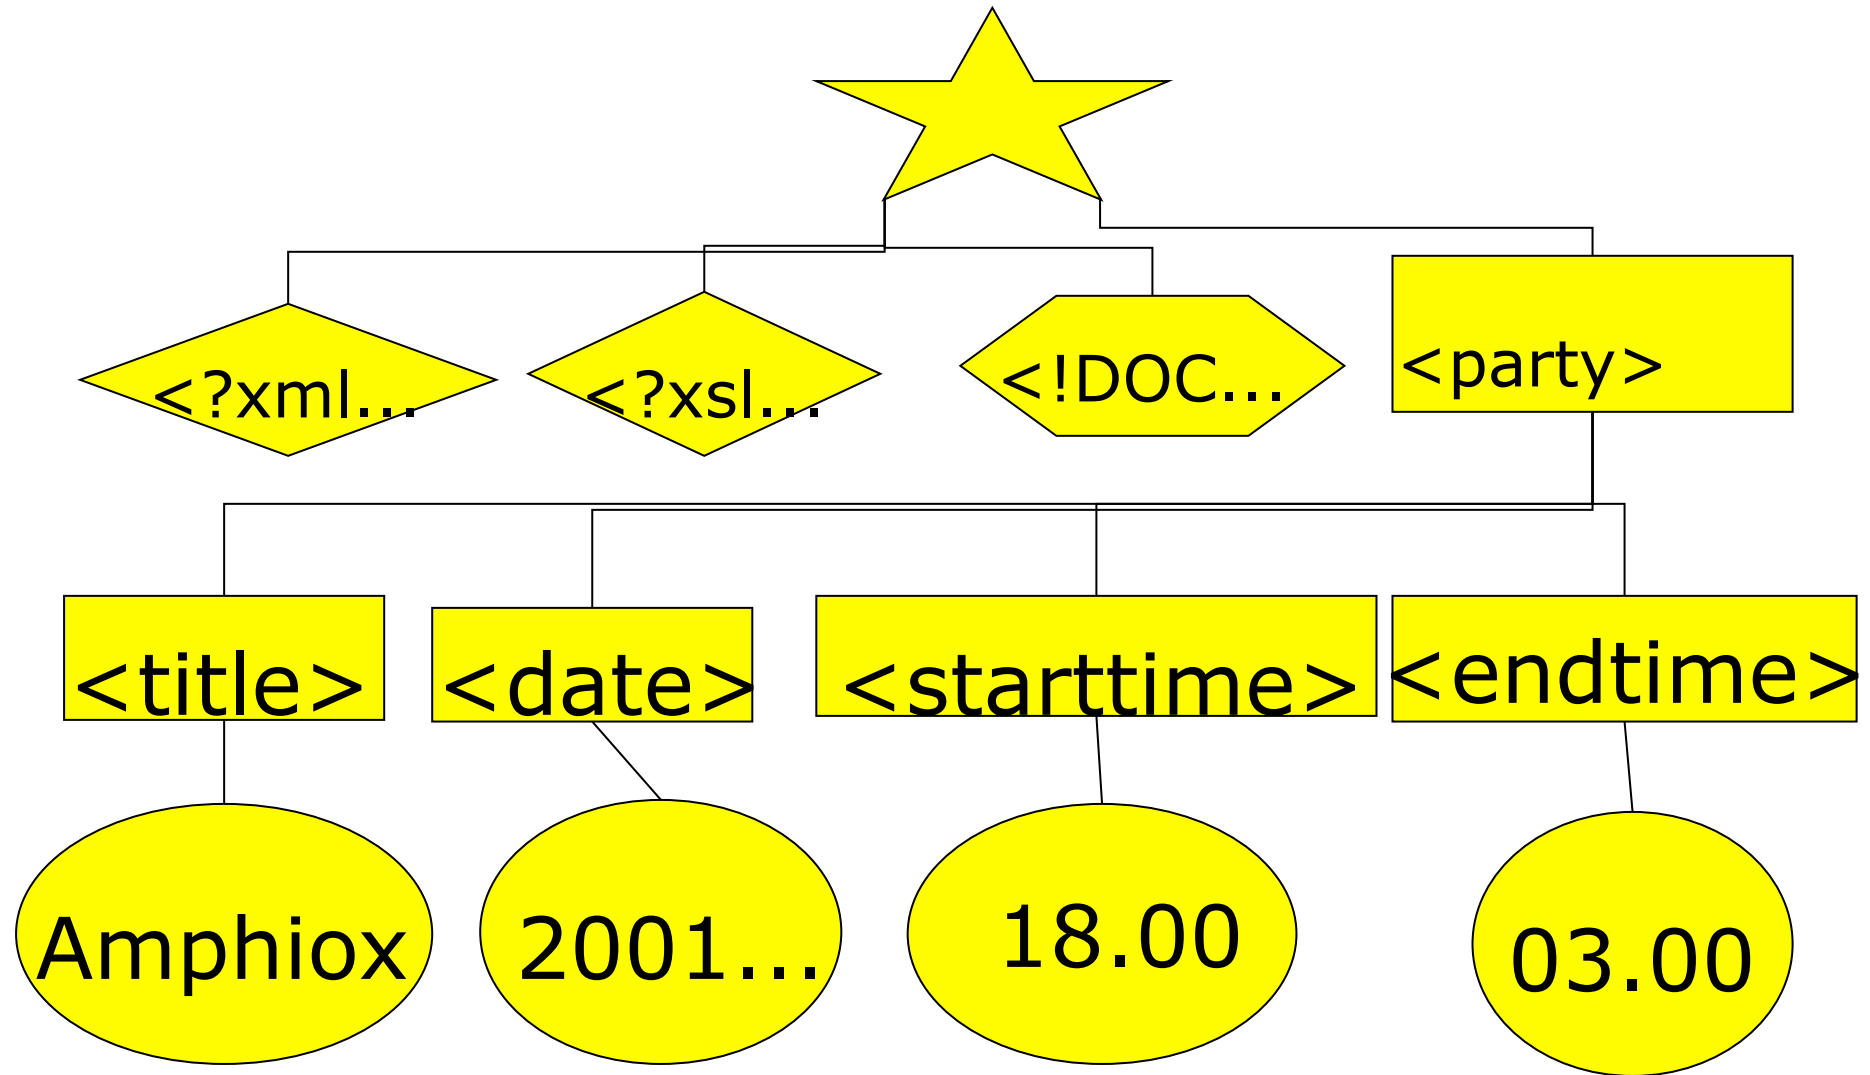 <?xml...
<?xsl...
<!DOC...
<party>
<title>
<date>
<starttime>
<endtime>
Amphiox
2001...
18.00
03.00